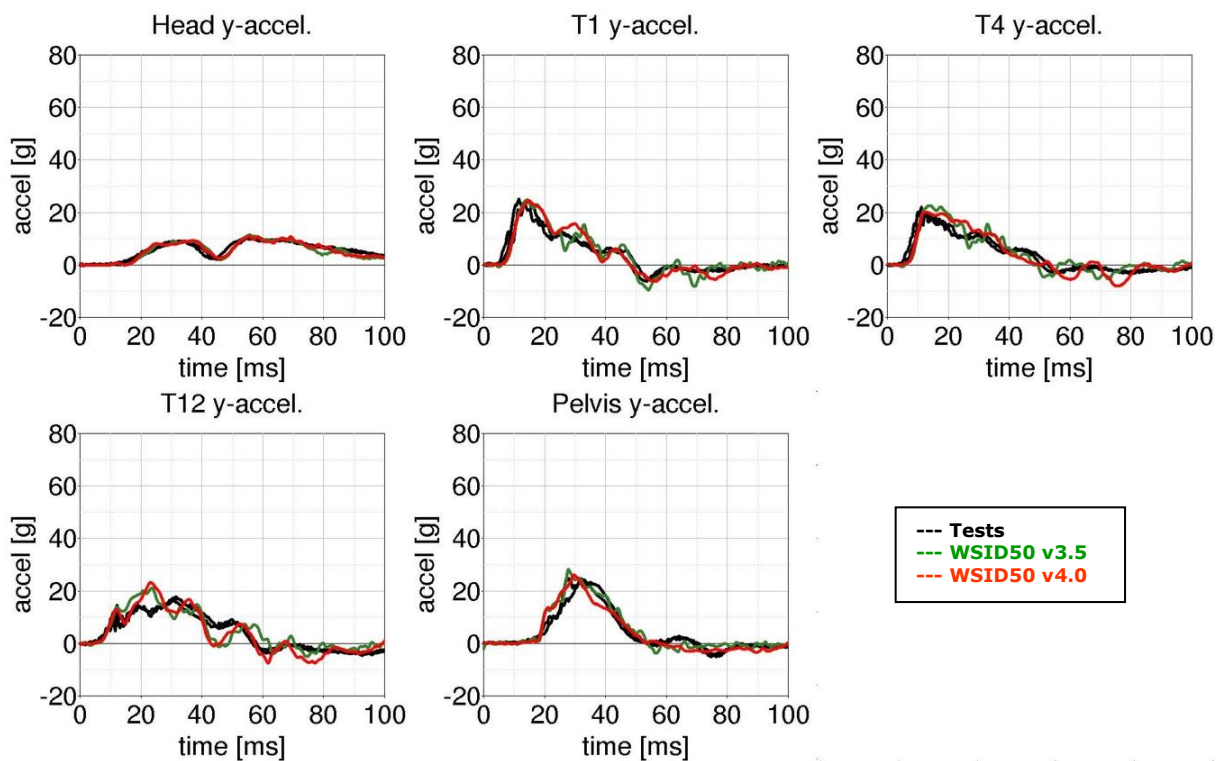 Head y-accel.
80
60
40
20
0
-20
accel [g]
0 20 40 60 80 100
time [ms]
T1 y-accel.
80
60
40
20
0
-20
accel [g]
0 20 40 60 80 100
time [ms]
T4 y-accel.
80
60
40
20
0
-20
accel [g]
0 20 40 60 80 100
time [ms]
T12 y-accel.
80
60
40
20
0
-20
accel [g]
0 20 40 60 80 100
time [ms]
Pelvis y-accel.
80
60
40
20
0
-20
accel [g]
0 20 40 60 80 100
time [ms]
--- Tests
--- WSID50 v3.5
--- WSID50 v4.0